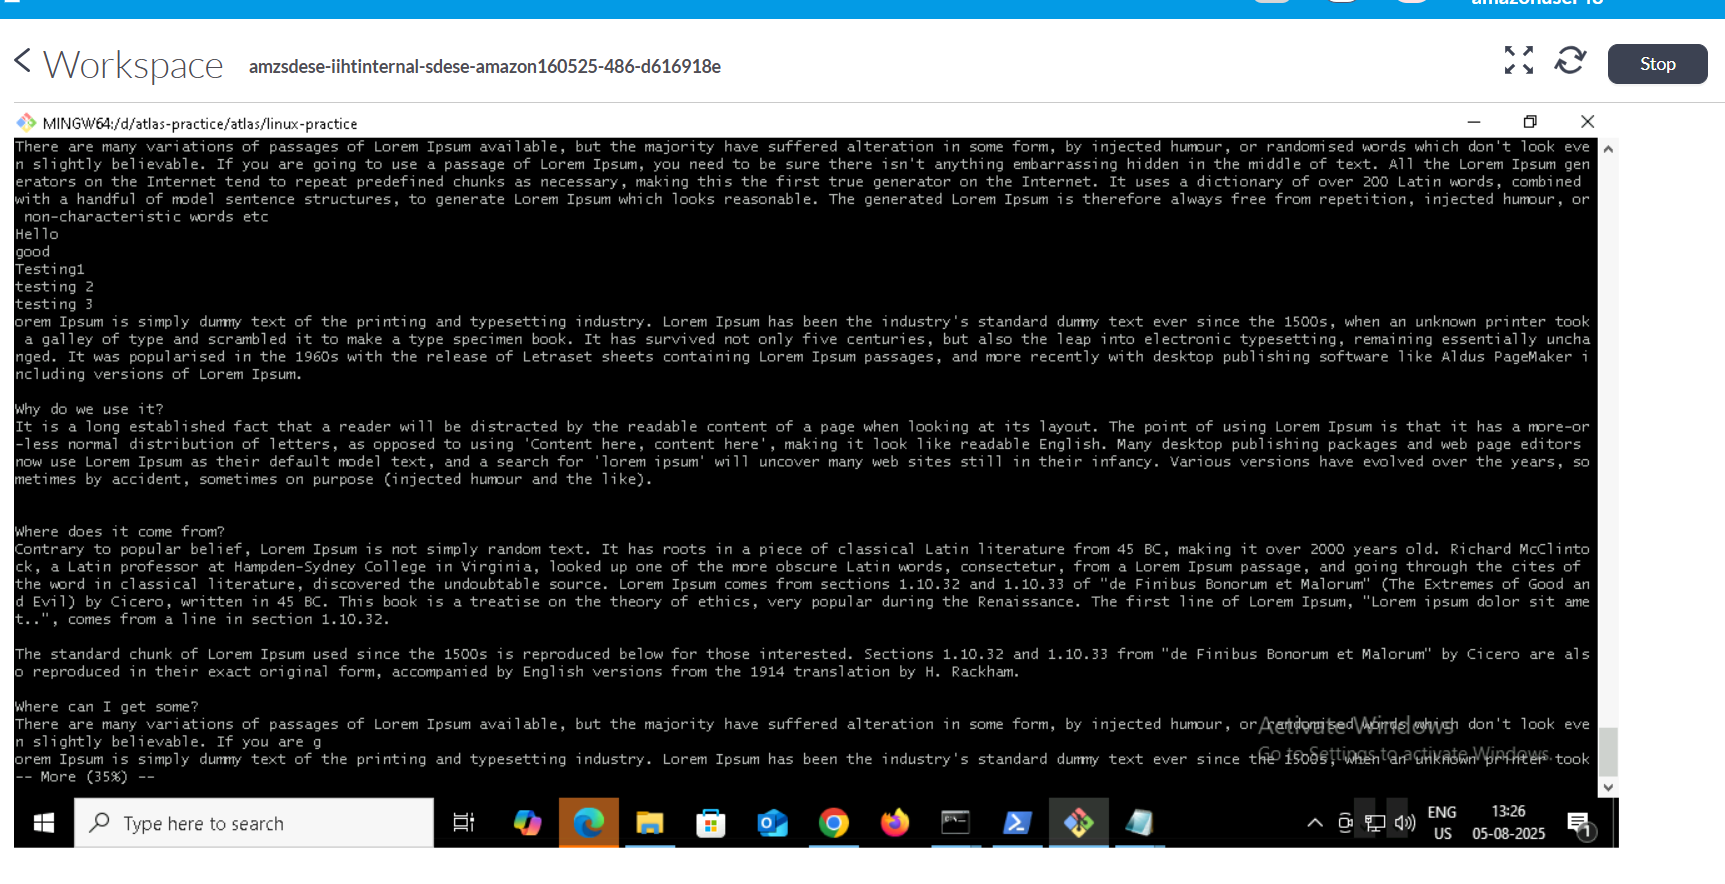 Workspace amzsdese-iihtinternal-sdese-amazon160525-486-d616918e Stop
MINGW64:/d/atlas-practice/atlas/linux-practice
There are many variations of passages of Lorem Ipsum available, but the majority have suffered alteration in some form, by injected humour, or randomised words which don't look eve
n slightly believable. If you are going to use a passage of Lorem Ipsum, you need to be sure there isn't anything embarrassing hidden in the middle of text. All the Lorem Ipsum gen
erators on the Internet tend to repeat predefined chunks as necessary, making this the first true generator on the Internet. It uses a dictionary of over 200 Latin words, combined
with a handful of model sentence structures, to generate Lorem Ipsum which looks reasonable. The generated Lorem Ipsum is therefore always free from repetition, injected humour, or
non-characteristic words etc
Hello
good
Testing1
testing 2
testing 3
orem Ipsum is simply dummy text of the printing and typesetting industry. Lorem Ipsum has been the industry's standard dummy text ever since the 1500s, when an unknown printer took
a galley of type and scrambled it to make a type specimen book. It has survived not only five centuries, but also the leap into electronic typesetting, remaining essentially uncha
nged. It was popularised in the 1960s with the release of Letraset sheets containing Lorem Ipsum passages, and more recently with desktop publishing software like Aldus PageMaker i
ncluding versions of Lorem Ipsum.
Why do we use it?
It is a long established fact that a reader will be distracted by the readable content of a page when looking at its layout. The point of using Lorem Ipsum is that it has a more-or
-less normal distribution of letters, as opposed to using 'Content here, content here', making it look like readable English. Many desktop publishing packages and web page editors
now use Lorem Ipsum as their default model text, and a search for 'lorem ipsum' will uncover many web sites still in their infancy. Various versions have evolved over the years, so
metimes by accident, sometimes on purpose (injected humour and the like).
Where does it come from?
Contrary to popular belief, Lorem Ipsum is not simply random text. It has roots in a piece of classical Latin literature from 45 BC, making it over 2000 years old. Richard McClinto
ck, a Latin professor at Hampden-Sydney College in Virginia, looked up one of the more obscure Latin words, consectetur, from a Lorem Ipsum passage, and going through the cites of
the word in classical literature, discovered the undoubtable source. Lorem Ipsum comes from sections 1.10.32 and 1.10.33 of "de Finibus Bonorum et Malorum" (The Extremes of Good an
d Evil) by Cicero, written in 45 BC. This book is a treatise on the theory of ethics, very popular during the Renaissance. The first line of Lorem Ipsum, "Lorem ipsum dolor sit ame
t..", comes from a line in section 1.10.32.
The standard chunk of Lorem Ipsum used since the 1500s is reproduced below for those interested. Sections 1.10.32 and 1.10.33 from "de Finibus Bonorum et Malorum" by Cicero are als
o reproduced in their exact original form, accompanied by English versions from the 1914 translation by H. Rackham.
Where can I get some?
There are many variations of passages of Lorem Ipsum available, but the majority have suffered alteration in some form, by injected humour, or randomised words which don't look eve
n slightly believable. If you are g
orem Ipsum is simply dummy text of the printing and typesetting industry. Lorem Ipsum has been the industry's standard dummy text ever since the 1500s, when an unknown printer took
-- More (35%) --
Activate Windows
Go to Settings to activate Windows.
Type here to search
ENG
US
13:26
05-08-2025
1